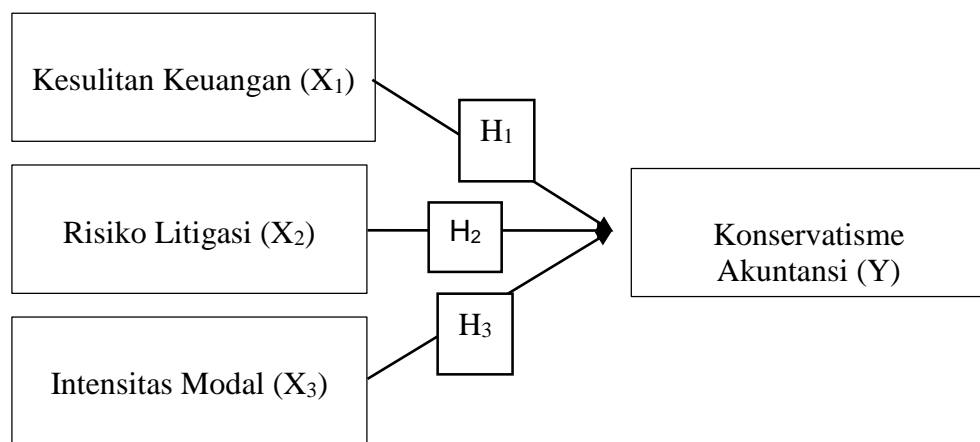 Kesulitan Keuangan (X₁)
H₁
Risiko Litigasi (X₂)
H₂
Konservatisme
Akuntansi (Y)
H₃
Intensitas Modal (X₃)